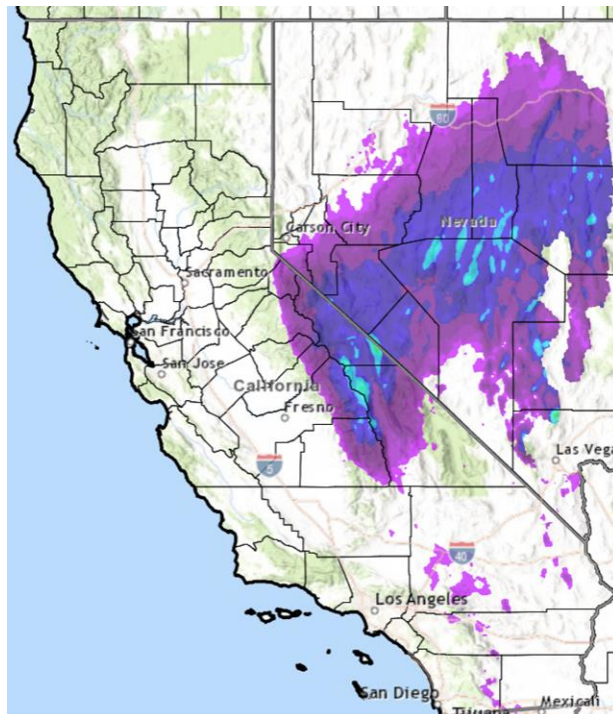 80
Nevada
Carson City
Sacramento
San Francisco
San Jose
California
Fresno
5
Las Vega
40
Los Angeles
San Diego
Mexicali
Tijuana